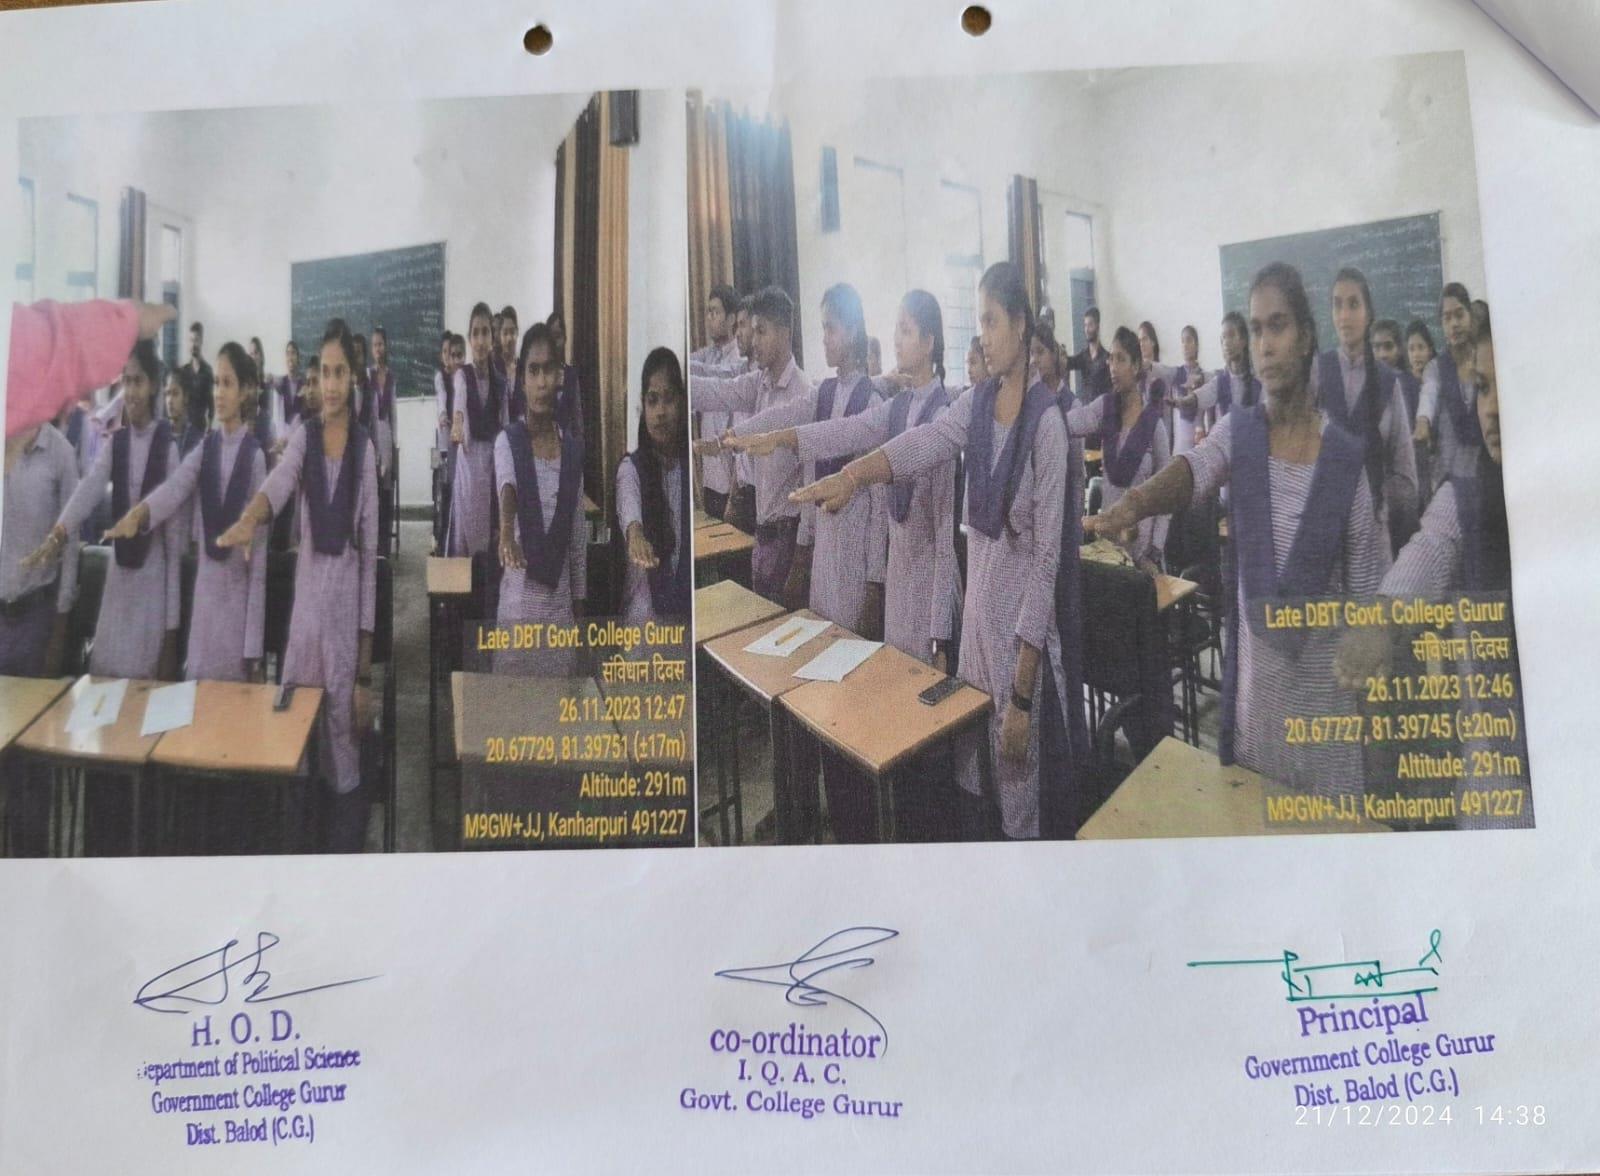 Late DBT Govt. College Gurur
संविधान दिवस
26.11.2023 12:47
20.67729, 81.39751 (±17m)
Altitude: 291m
M9GW+JJ, Kanharpuri 491227
Late DBT Govt. College Gurur
संविधान दिवस
26.11.2023 12:46
20.67727, 81.39745 (±20m)
Altitude: 291m
M9GW+JJ, Kanharpuri 491227
H. O. D.
Department of Political Science
Government College Gurur
Dist. Balod (C.G.)
co-ordinator
I. Q. A. C.
Govt. College Gurur
Principal
Government College Gurur
Dist. Balod (C.G.)
21/12/2024 14:38